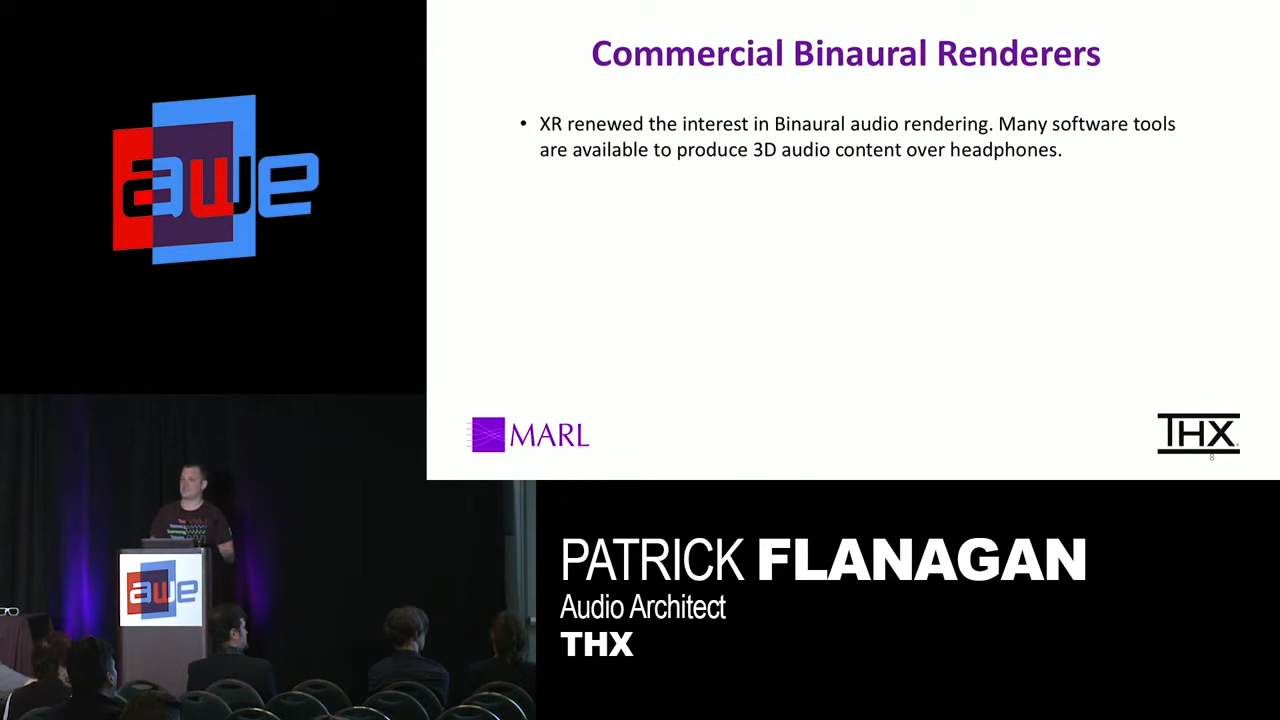 awe
Commercial Binaural Renderers
• XR renewed the interest in Binaural audio rendering. Many software tools
are available to produce 3D audio content over headphones.
MARL
THX
8
awe
PATRICK FLANAGAN
Audio Architect
THX